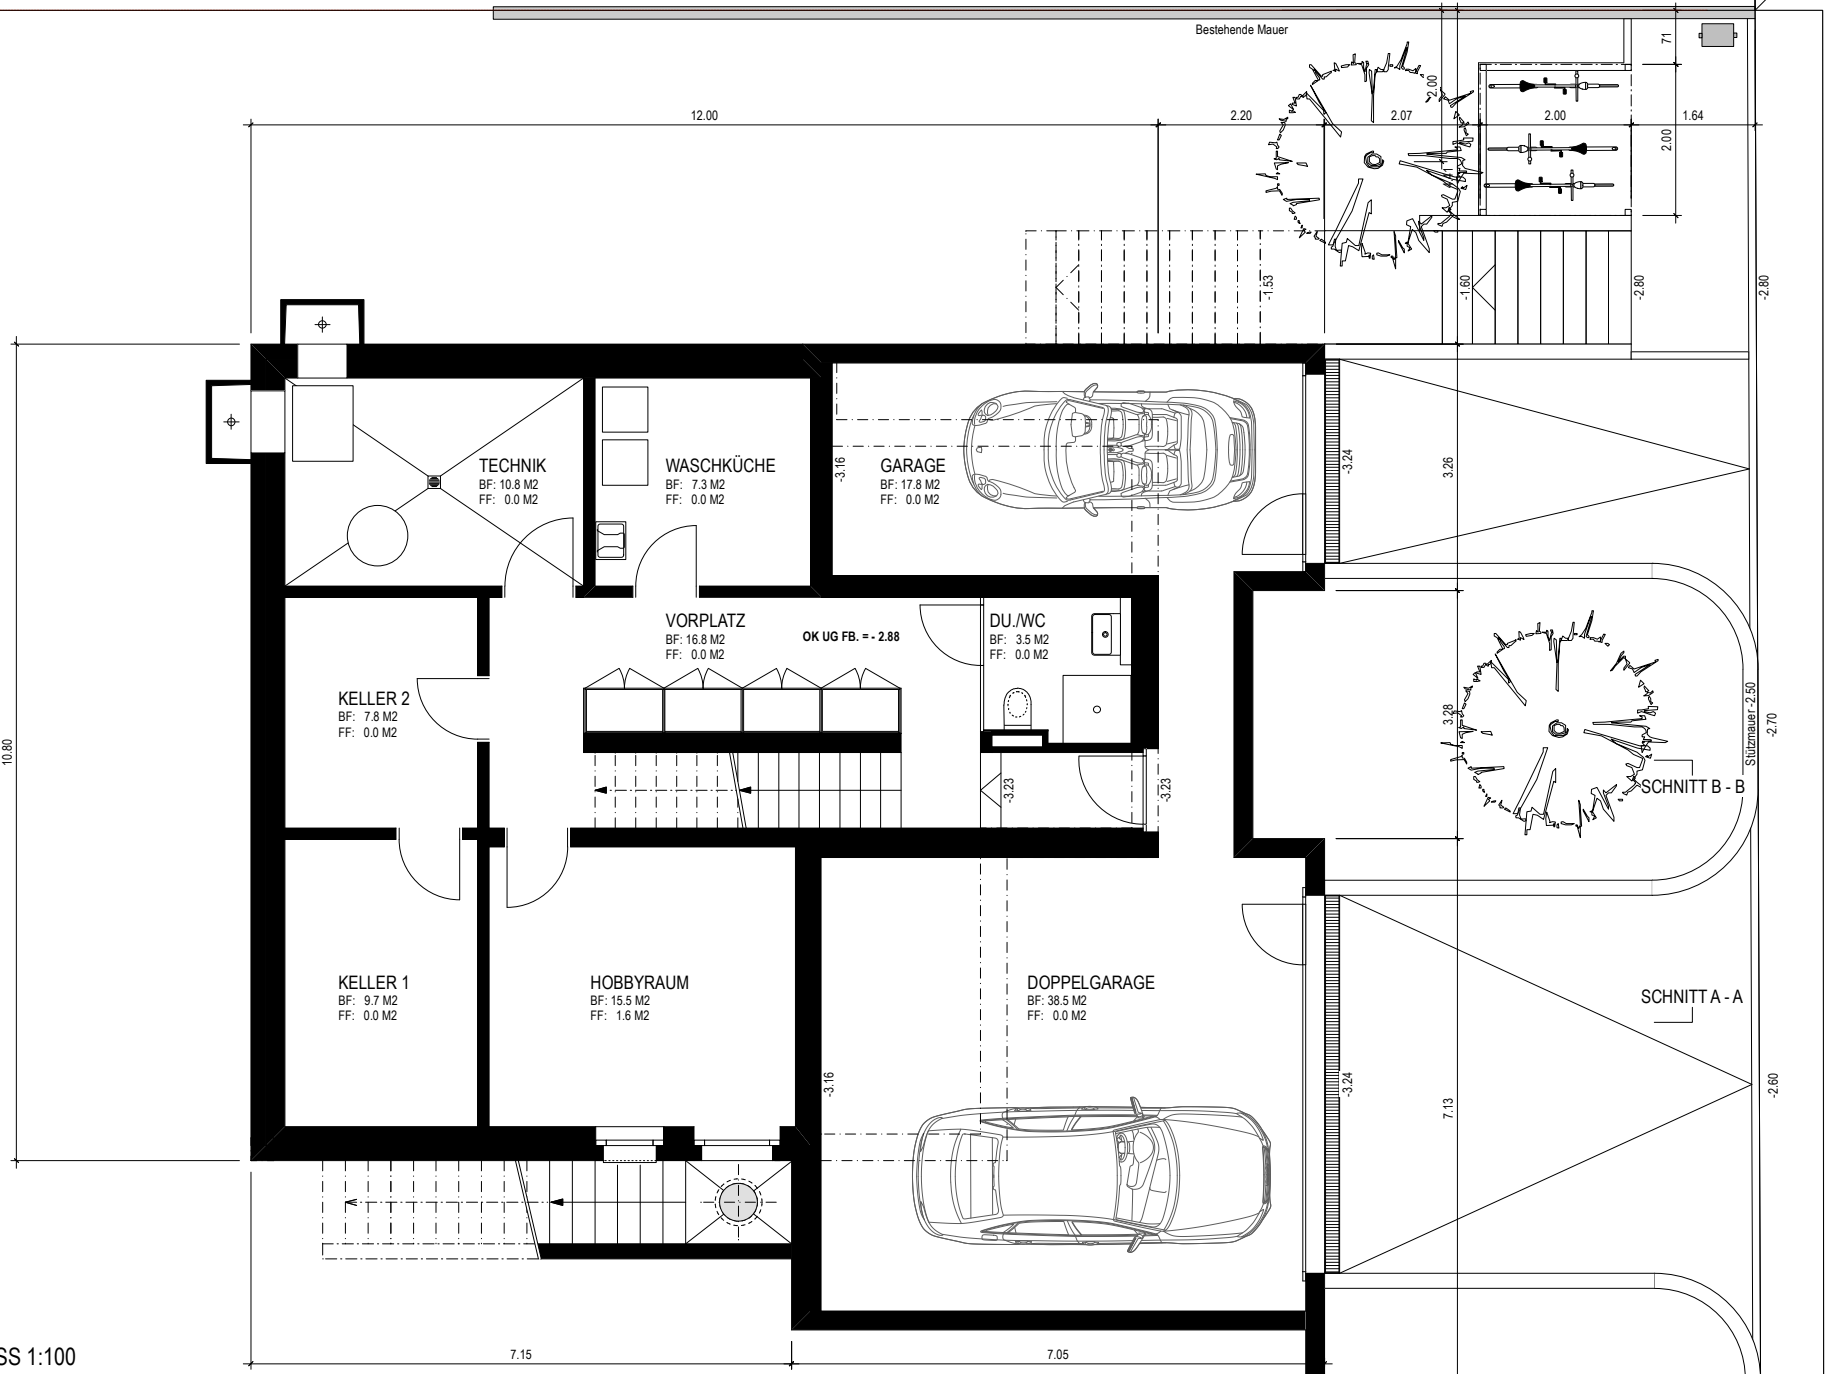 Bestehende Mauer
71
12.00
2.20
-2.00
2.07
2.00
1.64
2.00
-1.53
-1.60
-2.80
-2.80
TECHNIK
BF: 10.8 M2
FF: 0.0 M2
WASCHKÜCHE
BF: 7.3 M2
FF: 0.0 M2
-3.16
GARAGE
BF: 17.8 M2
FF: 0.0 M2
-3.24
3.26
VORPLATZ
BF: 16.8 M2
FF: 0.0 M2
OK UG FB. = - 2.88
DU./WC
BF: 3.5 M2
FF: 0.0 M2
KELLER 2
BF: 7.8 M2
FF: 0.0 M2
10.80
3.28
Stützmauer -2.50
-2.70
-3.23
-3.23
SCHNITT B - B
KELLER 1
BF: 9.7 M2
FF: 0.0 M2
HOBBYRAUM
BF: 15.5 M2
FF: 1.6 M2
DOPPELGARAGE
BF: 38.5 M2
FF: 0.0 M2
SCHNITT A - A
-3.16
-3.24
7.13
-2.60
7.15
7.05
SS 1:100